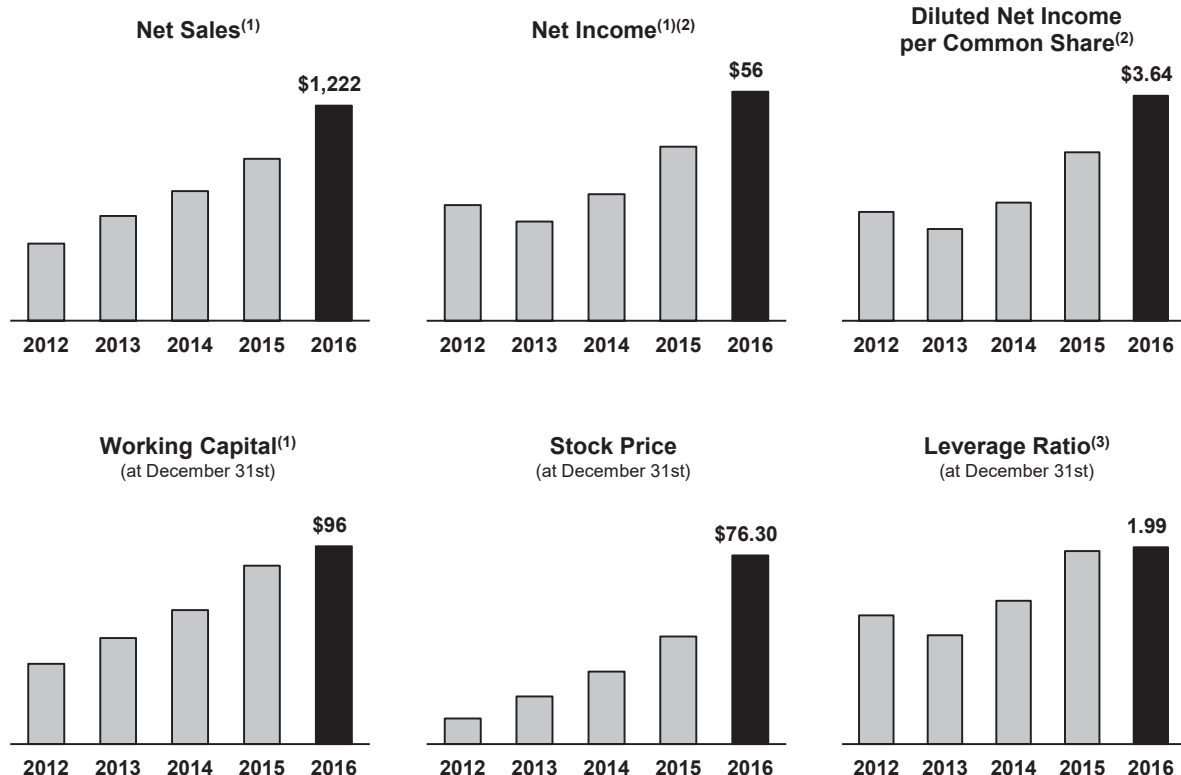 Net Sales(1)
$1,222
2012 2013 2014 2015 2016
Net Income(1)(2)
$56
2012 2013 2014 2015 2016
Diluted Net Income
per Common Share(2)
$3.64
2012 2013 2014 2015 2016
Working Capital(1)
(at December 31st)
$96
2012 2013 2014 2015 2016
Stock Price
(at December 31st)
$76.30
2012 2013 2014 2015 2016
Leverage Ratio(3)
(at December 31st)
1.99
2012 2013 2014 2015 2016